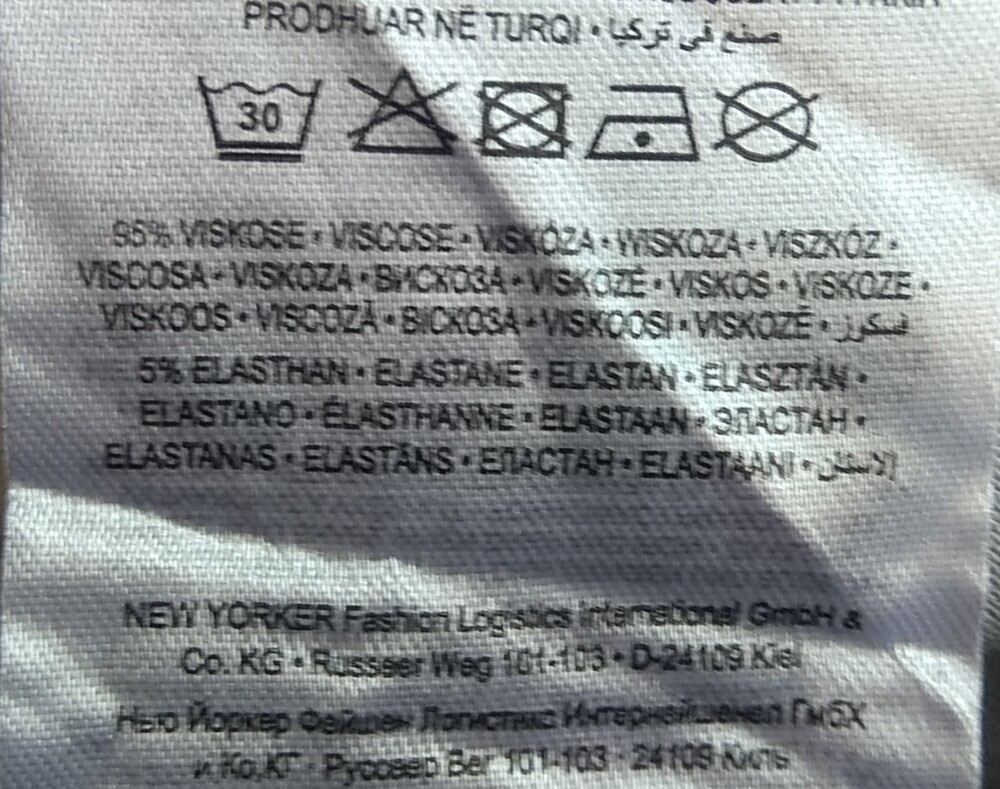 PRODHUAR NË TURQI • صنع في تركيا
30
95% VISKOSE • VISCOSE • VISKÓZA • WISKOZA • VISZKÓZ •
VISCOSA • VISKOZA • ВИСКОЗА • VISKOZĖ • VISKOS • VISKOZE •
VISKOOS • VISCOZĂ • ВІСКОЗА • VISKOOSI • VISKOZĒ • فسكوز
5% ELASTHAN • ELASTANE • ELASTAN • ELASZTÁN •
ELASTANO • ÉLASTHANNE • ELASTAAN • ЭЛАСТАН •
ELASTANAS • ELASTĀNS • ЕЛАСТАН • ELASTAANI •
NEW YORKER Fashion Logistics International GmbH &
Co. KG • Russeer Weg 101-103 • D-24109 Kiel
Нью Йоркер Фейшен Логистикс Интернейшенел ГмбХ
и Ко.КГ • Руссеер Вег 101-103 • 24109 Киль